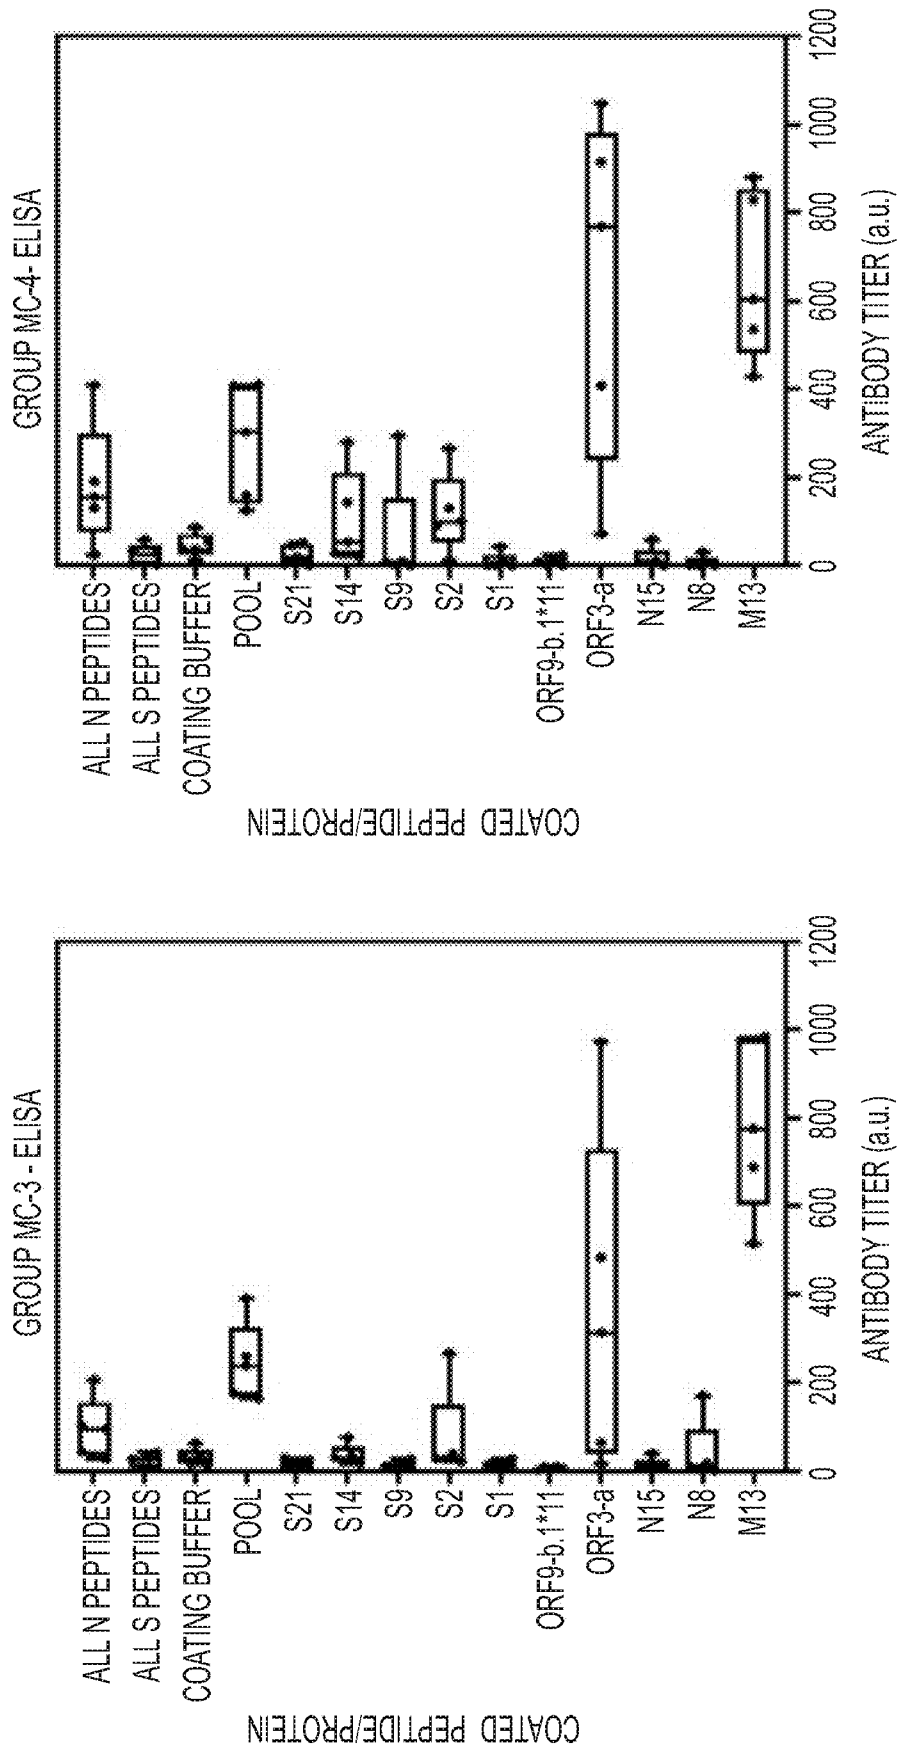 GROUP MC-3 - ELISA
COATED PEPTIDE/PROTEIN
ALL N PEPTIDES
ALL S PEPTIDES
COATING BUFFER
POOL
S21
S14
S9
S2
S1
ORF9-b.1*11
ORF3-a
N15
N8
M13
0 200 400 600 800 1000 1200
ANTIBODY TITER (a.u.)
GROUP MC-4- ELISA
COATED PEPTIDE/PROTEIN
ALL N PEPTIDES
ALL S PEPTIDES
COATING BUFFER
POOL
S21
S14
S9
S2
S1
ORF9-b.1*11
ORF3-a
N15
N8
M13
0 200 400 600 800 1000 1200
ANTIBODY TITER (a.u.)